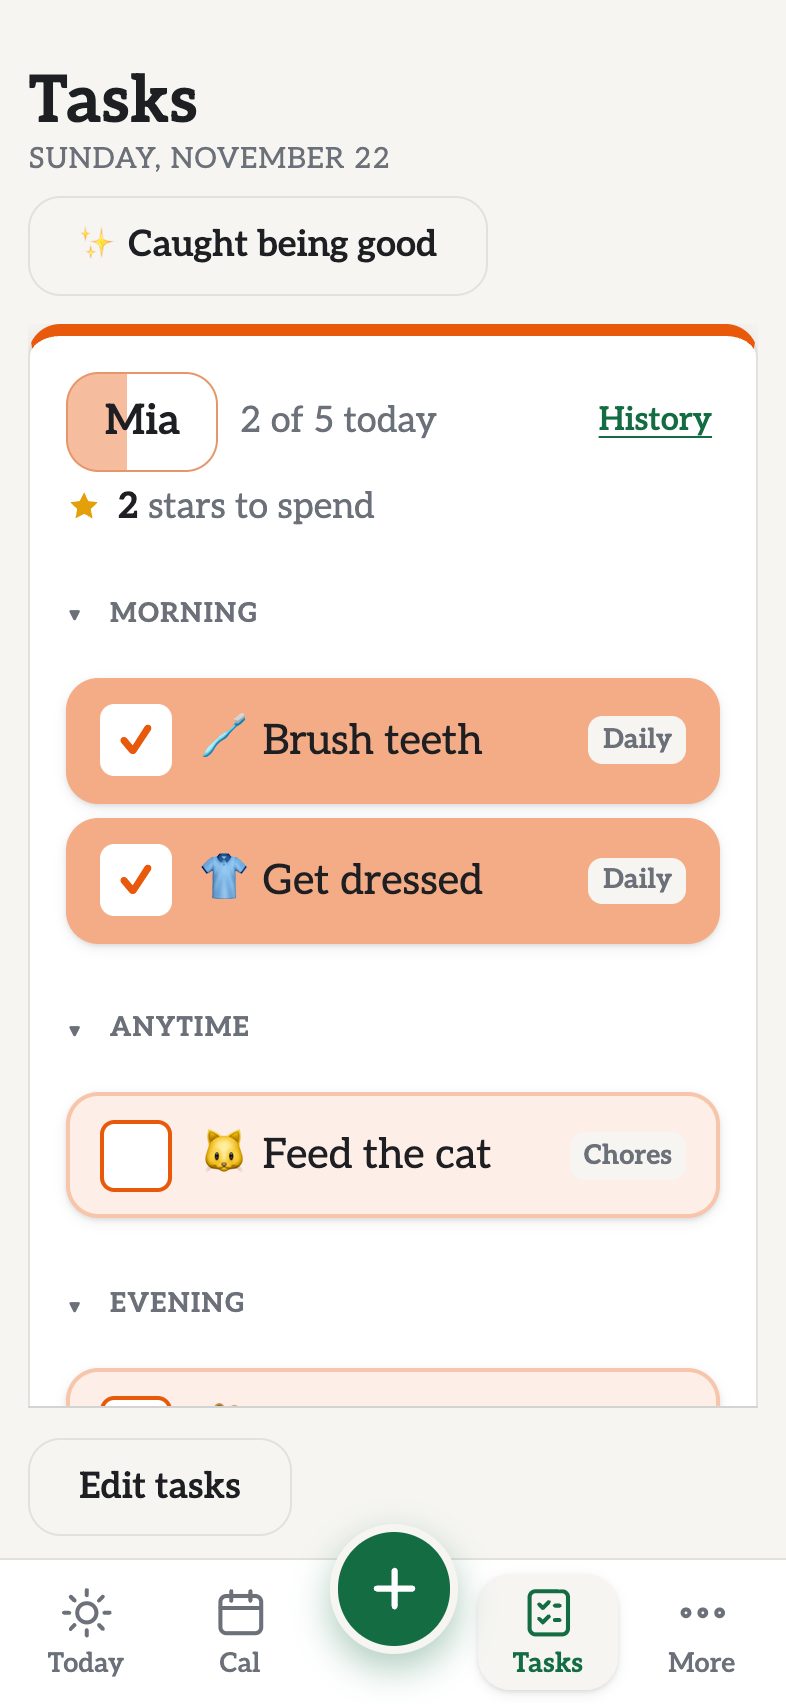 Tasks
SUNDAY, NOVEMBER 22
✨ Caught being good
Mia
2 of 5 today
History
2 stars to spend
MORNING
Brush teeth
Daily
Get dressed
Daily
ANYTIME
Feed the cat
Chores
EVENING
Edit tasks
Today
Cal
Tasks
More